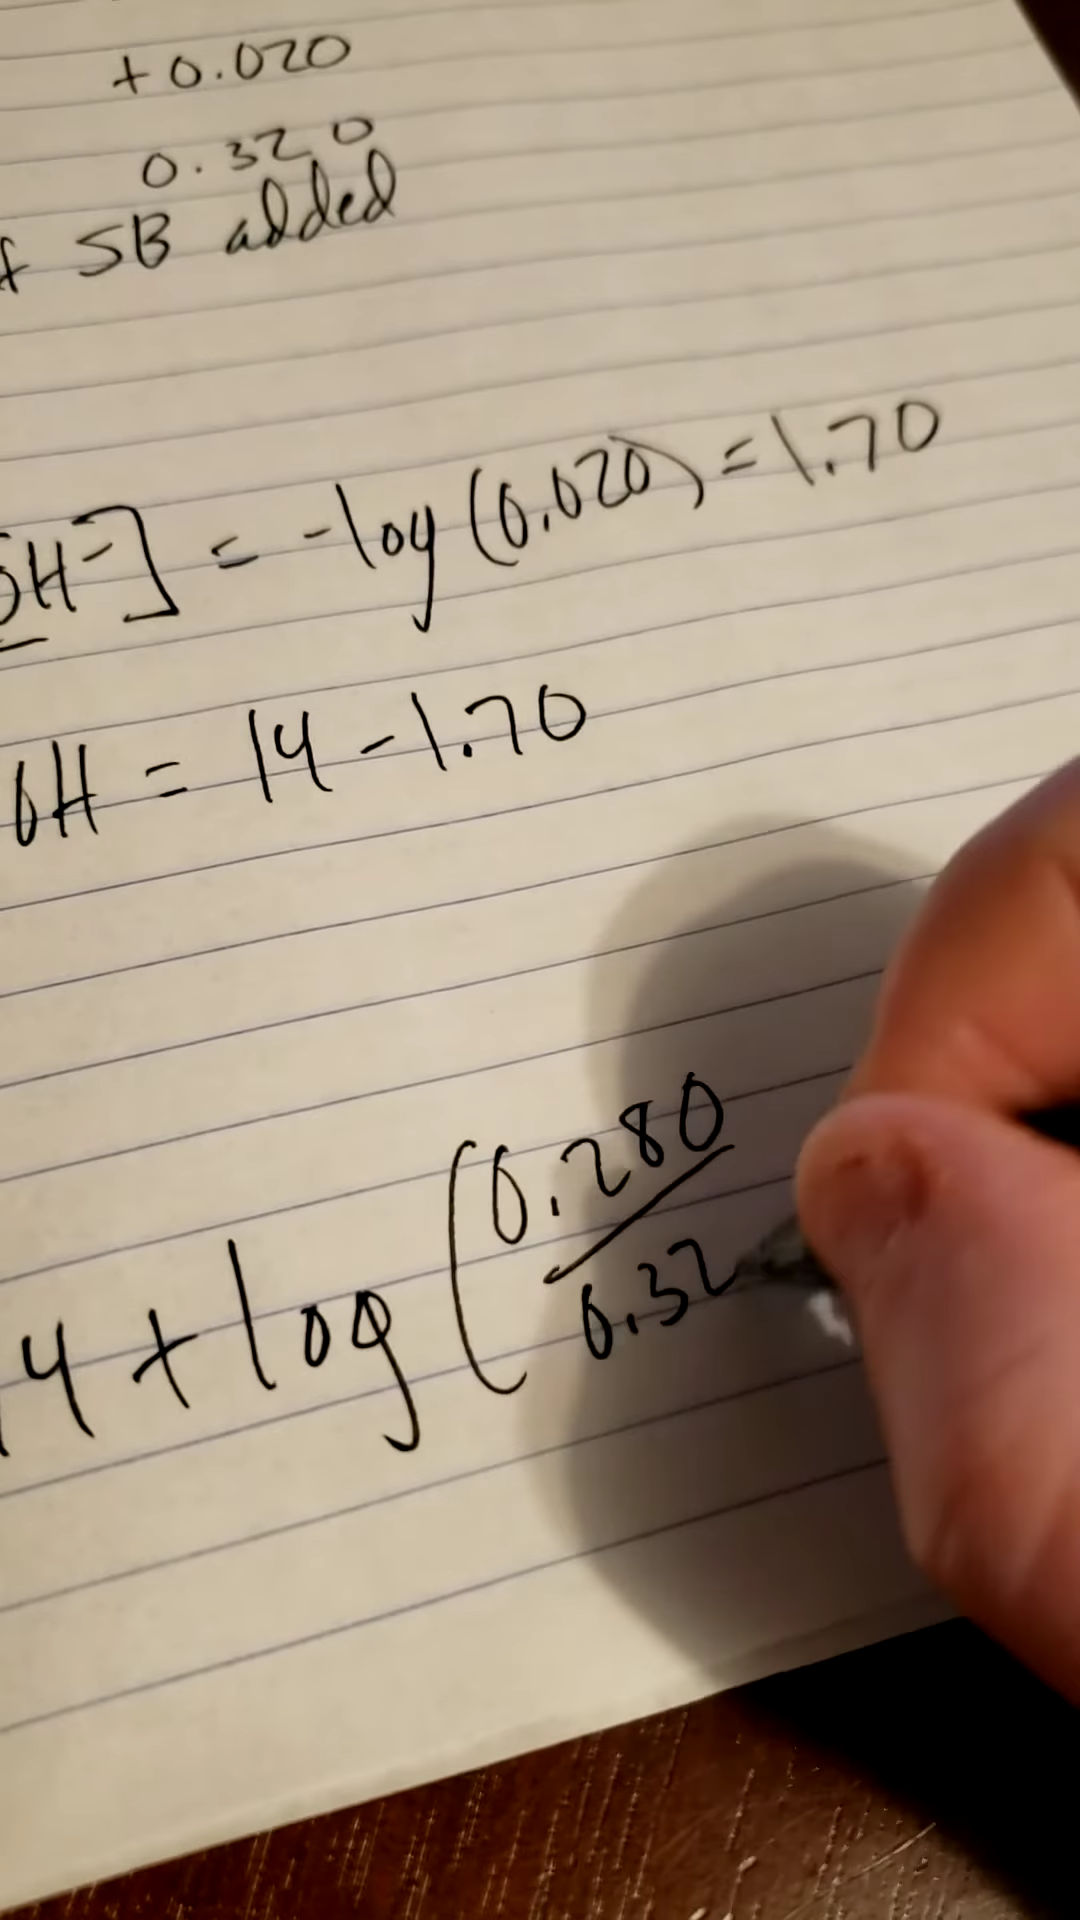 +0.020
0.320
SB added
OH⁻] = -log(0.020) = 1.70
OH = 14 - 1.70
4 + log (0.280
0.32